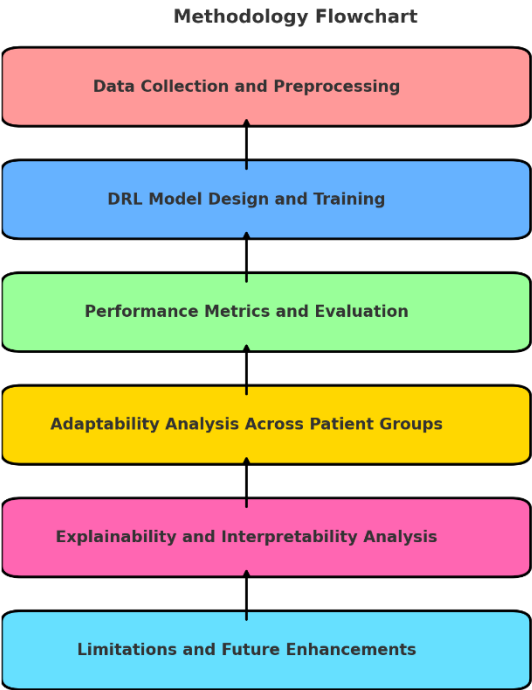 Methodology Flowchart
Data Collection and Preprocessing
DRL Model Design and Training
Performance Metrics and Evaluation
Adaptability Analysis Across Patient Groups
Explainability and Interpretability Analysis
Limitations and Future Enhancements